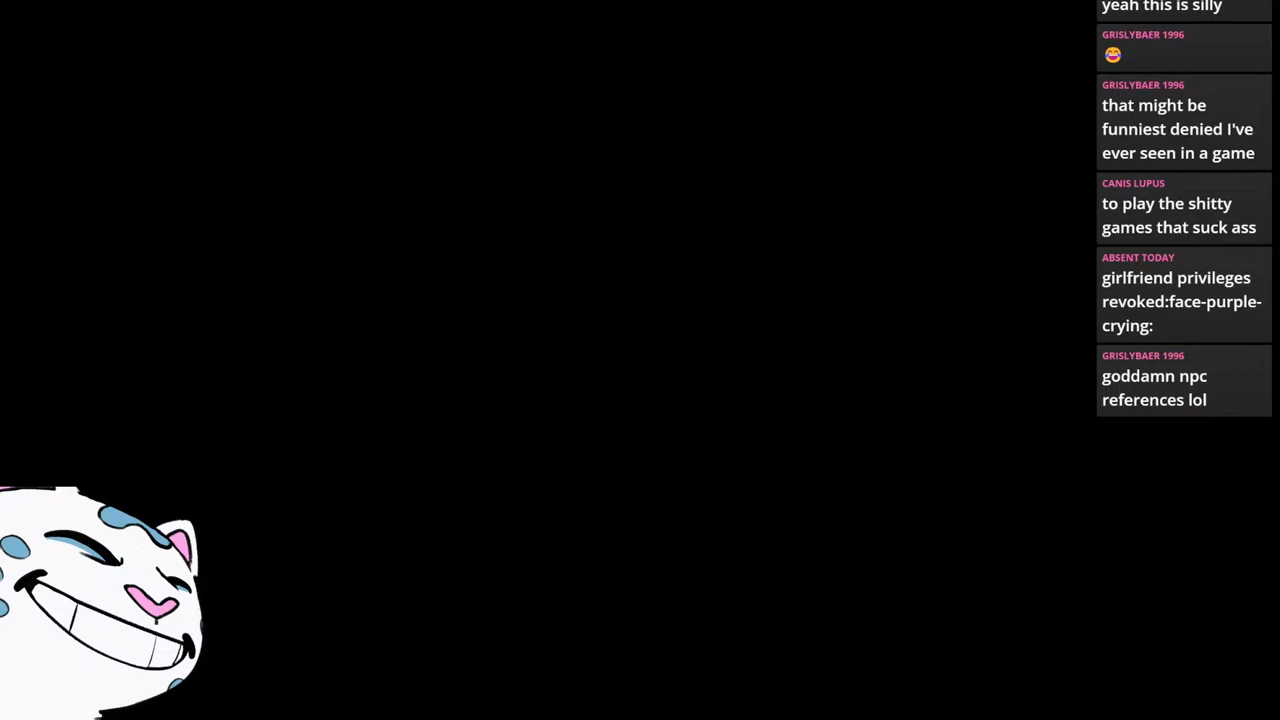 yeah this is silly
GRISLYBAER 1996
😂
GRISLYBAER 1996
that might be
funniest denied I've
ever seen in a game
CANIS LUPUS
to play the shitty
games that suck ass
ABSENT TODAY
girlfriend privileges
revoked:face-purple-
crying:
GRISLYBAER 1996
goddamn npc
references lol